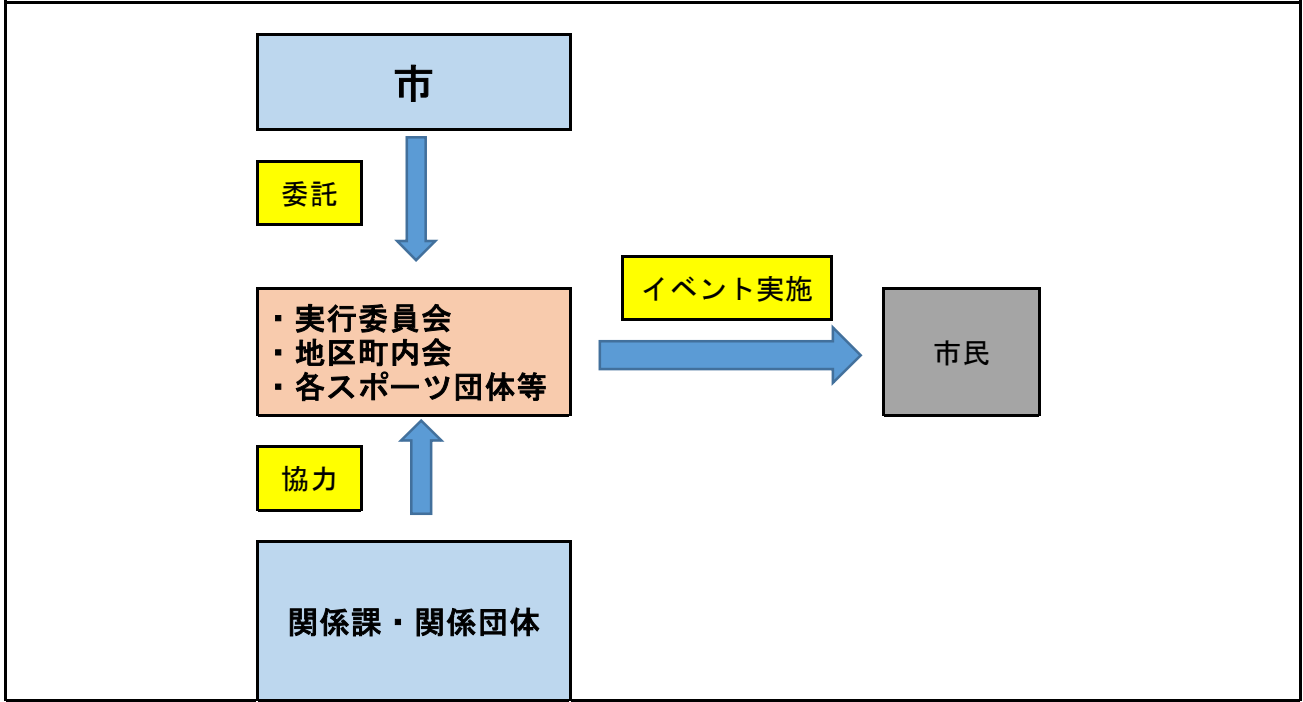 市
委託
イベント実施
・実行委員会
・地区町内会
・各スポーツ団体等
市民
協力
関係課・関係団体